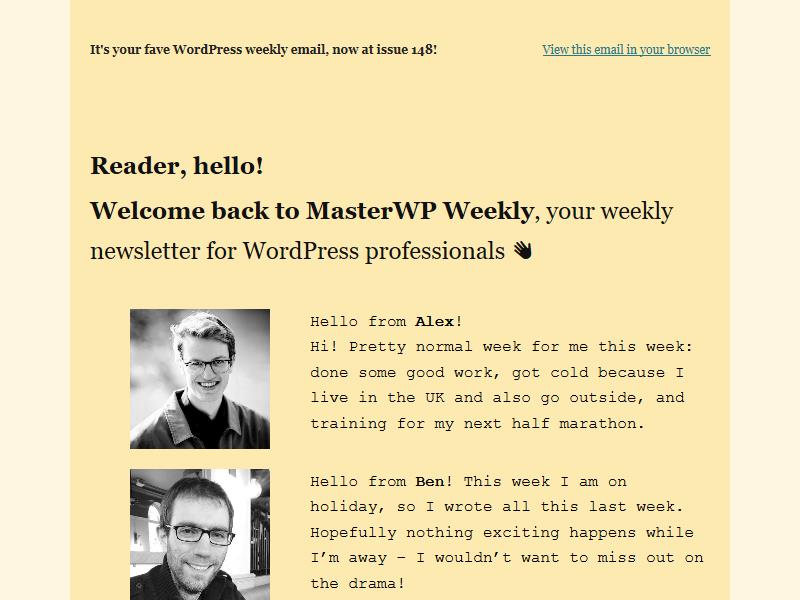 It's your fave WordPress weekly email, now at issue 148!
View this email in your browser
Reader, hello!
Welcome back to MasterWP Weekly, your weekly
newsletter for WordPress professionals 👋
Hello from Alex!
Hi! Pretty normal week for me this week:
done some good work, got cold because I
live in the UK and also go outside, and
training for my next half marathon.
Hello from Ben! This week I am on
holiday, so I wrote all this last week.
Hopefully nothing exciting happens while
I’m away – I wouldn’t want to miss out on
the drama!